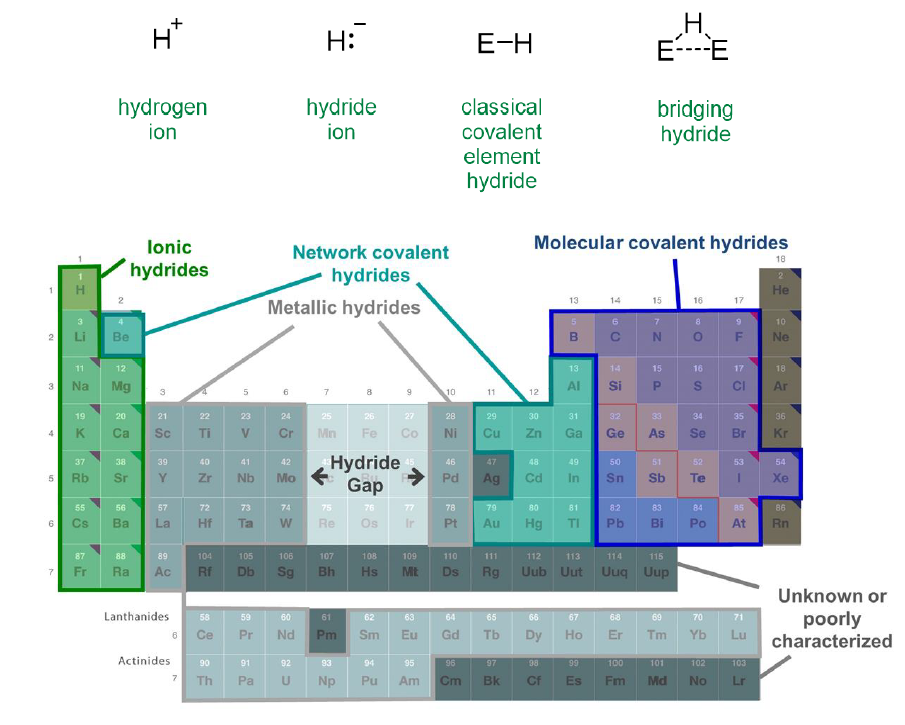 H+
H:−
E–H
H
E----E
hydrogen
ion
hydride
ion
classical
covalent
element
hydride
bridging
hydride
Ionic
hydrides
Network covalent
hydrides
Metallic hydrides
Molecular covalent hydrides
1 18
1 1 H 2 He
2 13 14 15 16 17
2 3 Li 4 Be 5 B 6 C 7 N 8 O 9 F 10 Ne
3 11 Na 12 Mg 13 Al 14 Si 15 P 16 S 17 Cl 18 Ar
3 4 5 6 7 8 9 10 11 12
4 19 K 20 Ca 21 Sc 22 Ti 23 V 24 Cr 25 Mn 26 Fe 27 Co 28 Ni 29 Cu 30 Zn 31 Ga 32 Ge 33 As 34 Se 35 Br 36 Kr
5 37 Rb 38 Sr 39 Y 40 Zr 41 Nb 42 Mo 46 Pd 47 Ag 48 Cd 49 In 50 Sn 51 Sb 52 Te 53 I 54 Xe
Hydride
Gap
6 55 Cs 56 Ba 57 La 72 Hf 73 Ta 74 W 75 Re 76 Os 77 Ir 78 Pt 79 Au 80 Hg 81 Tl 82 Pb 83 Bi 84 Po 85 At 86 Rn
7 87 Fr 88 Ra 89 Ac 104 Rf 105 Db 106 Sg 107 Bh 108 Hs 109 Mt 110 Ds 111 Rg 112 Uub 113 Uut 114 Uuq 115 Uup
Unknown or
poorly
characterized
Lanthanides
6 58 Ce 59 Pr 60 Nd 61 Pm 62 Sm 63 Eu 64 Gd 65 Tb 66 Dy 67 Ho 68 Er 69 Tm 70 Yb 71 Lu
Actinides
7 90 Th 91 Pa 92 U 93 Np 94 Pu 95 Am 96 Cm 97 Bk 98 Cf 99 Es 100 Fm 101 Md 102 No 103 Lr